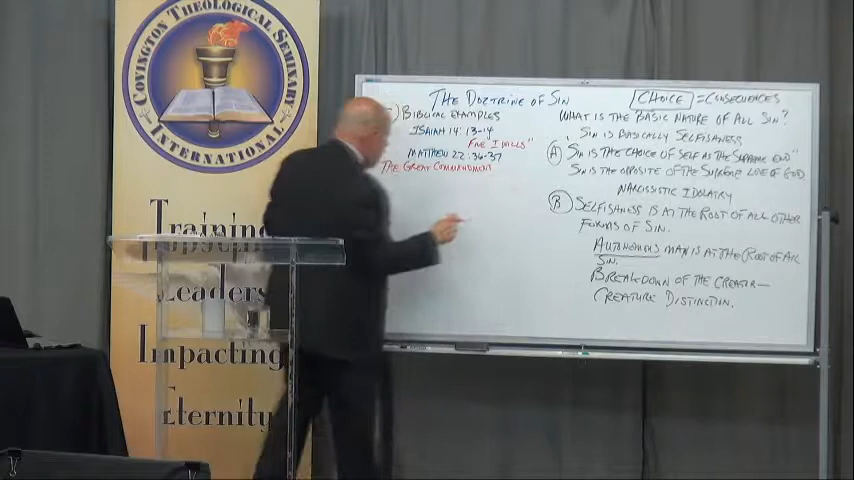 COVINGTON THEOLOGICAL SEMINARY
INTERNATIONAL
Training
Apostolic
Leaders
Impacting
Eternity
THE DOCTRINE OF SIN
) BIBLICAL EXAMPLES
ISAIAH 14:13-14
FIVE I WILLS"
MATTHEW 22:36-37
THE GREAT COMMANDMENT
CHOICE = CONSEQUENCES
WHAT IS THE BASIC NATURE OF ALL SIN?
SIN IS BASICALLY SELFISHNESS
(A) SIN IS THE CHOICE OF SELF AS THE SUPREME END"
SIN IS THE OPPOSITE OF THE SUPREME LOVE OF GOD.
NARCISSISTIC IDOLATRY
(B) SELFISHNESS IS AT THE ROOT OF ALL OTHER
FORMS OF SIN.
AUTONOMOUS MAN IS AT THE ROOT OF ALL
SIN.
BREAKDOWN OF THE CREATOR-
CREATURE DISTINCTION.